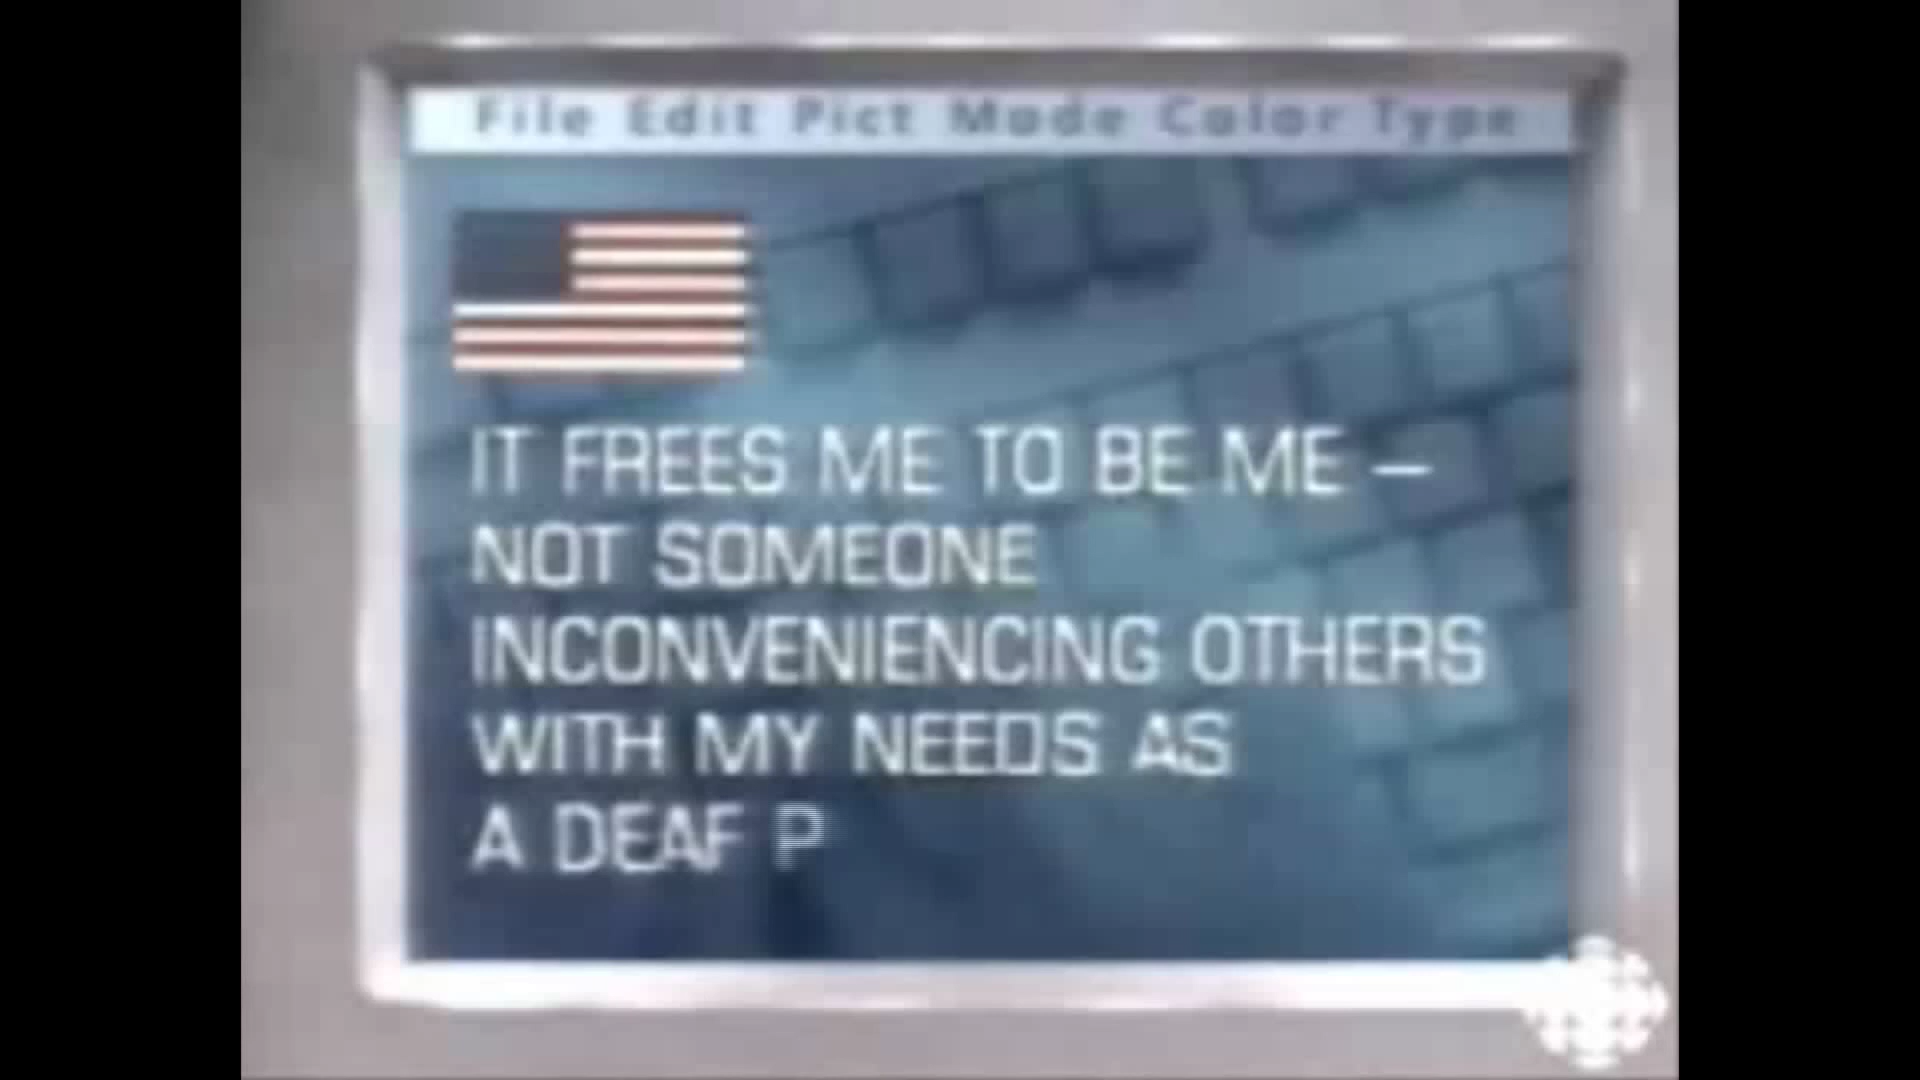 File Edit Pict Mode Color Type
IT FREES ME TO BE ME –
NOT SOMEONE
INCONVENIENCING OTHERS
WITH MY NEEDS AS
A DEAF P